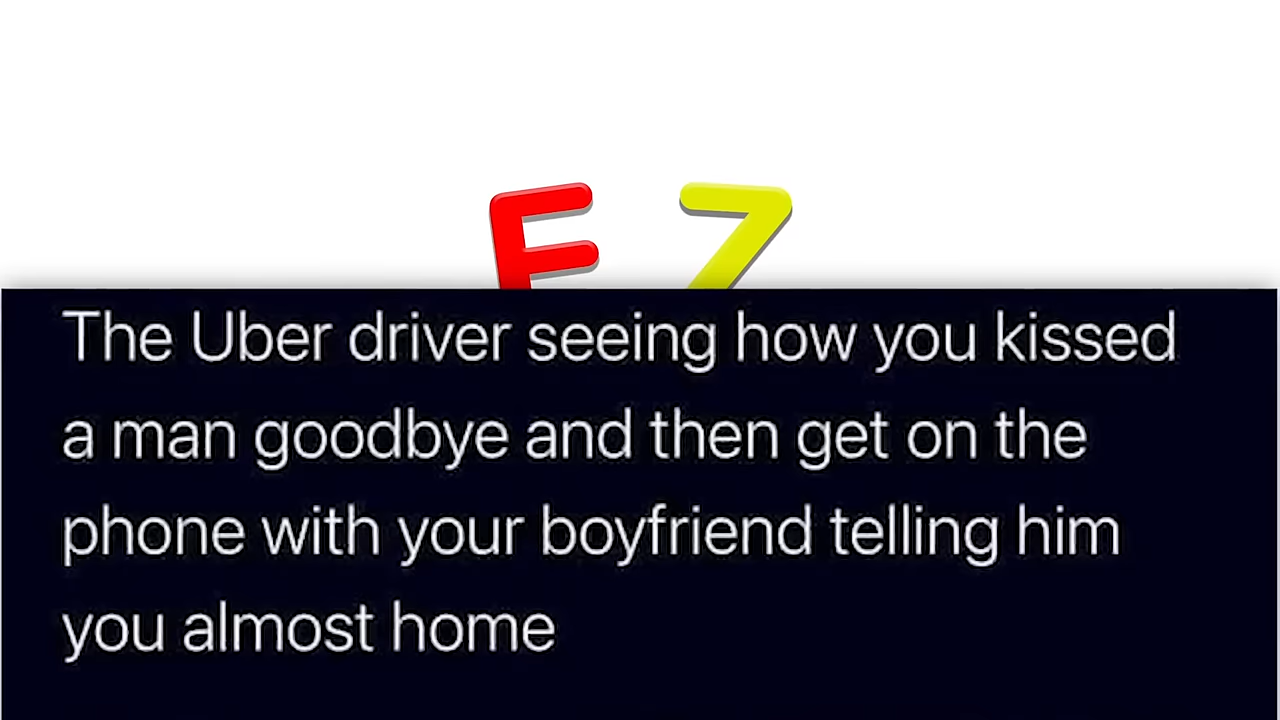 E Z
The Uber driver seeing how you kissed
a man goodbye and then get on the
phone with your boyfriend telling him
you almost home